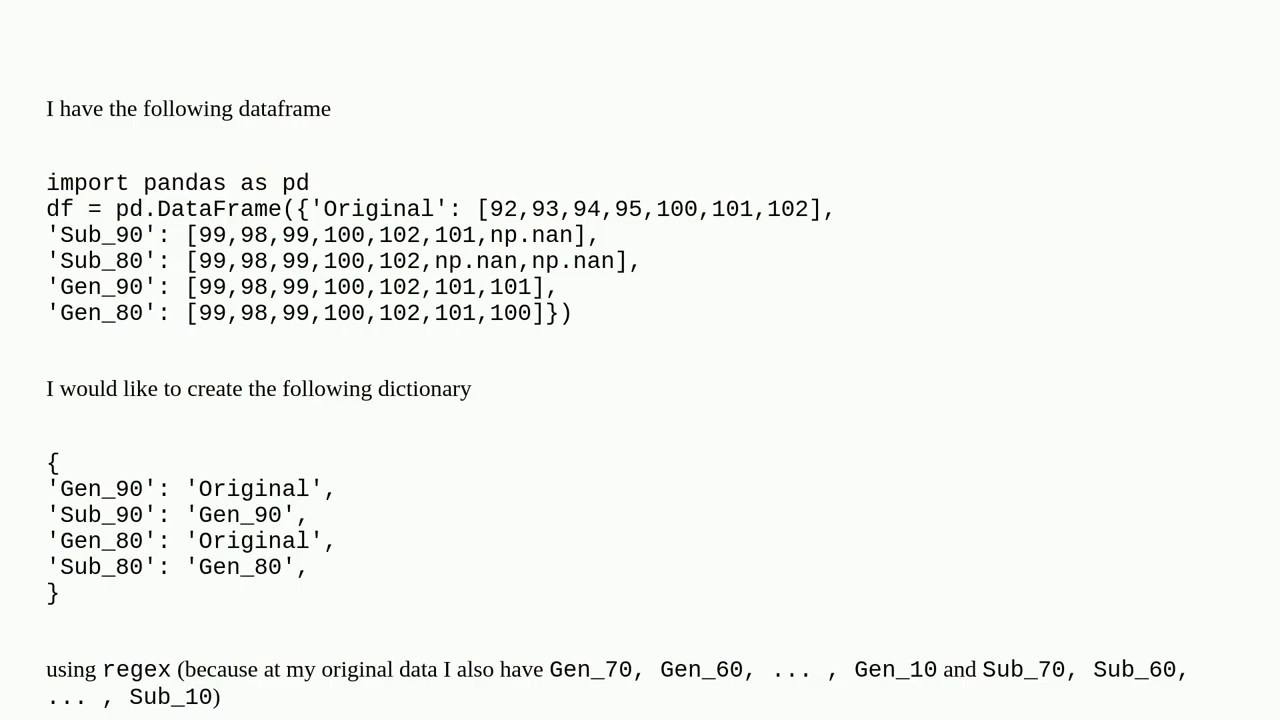 I have the following dataframe
import pandas as pd
df = pd.DataFrame({'Original': [92,93,94,95,100,101,102],
'Sub_90': [99,98,99,100,102,101,np.nan],
'Sub_80': [99,98,99,100,102,np.nan,np.nan],
'Gen_90': [99,98,99,100,102,101,101],
'Gen_80': [99,98,99,100,102,101,100]})
I would like to create the following dictionary
{
'Gen_90': 'Original',
'Sub_90': 'Gen_90',
'Gen_80': 'Original',
'Sub_80': 'Gen_80',
}
using regex (because at my original data I also have Gen_70, Gen_60, ... , Gen_10 and Sub_70, Sub_60,
... , Sub_10)